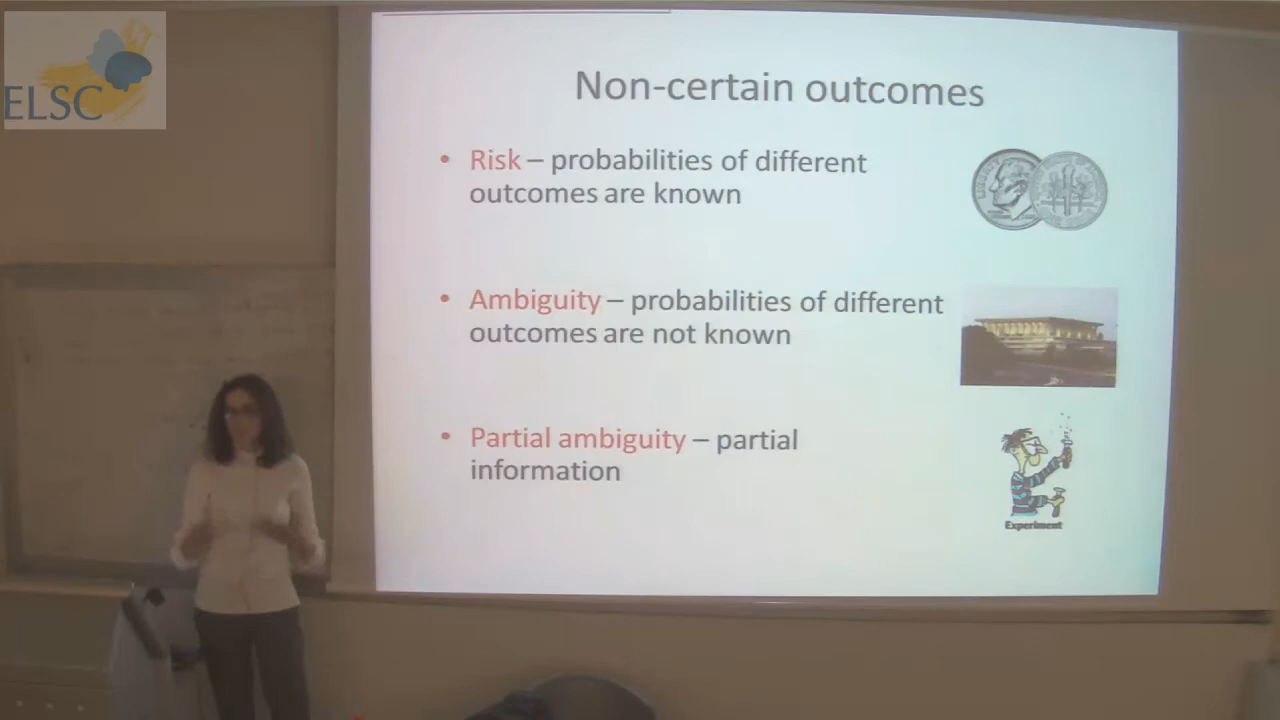 ELSC
Non-certain outcomes
• Risk – probabilities of different
outcomes are known
• Ambiguity – probabilities of different
outcomes are not known
• Partial ambiguity – partial
information
Experiment